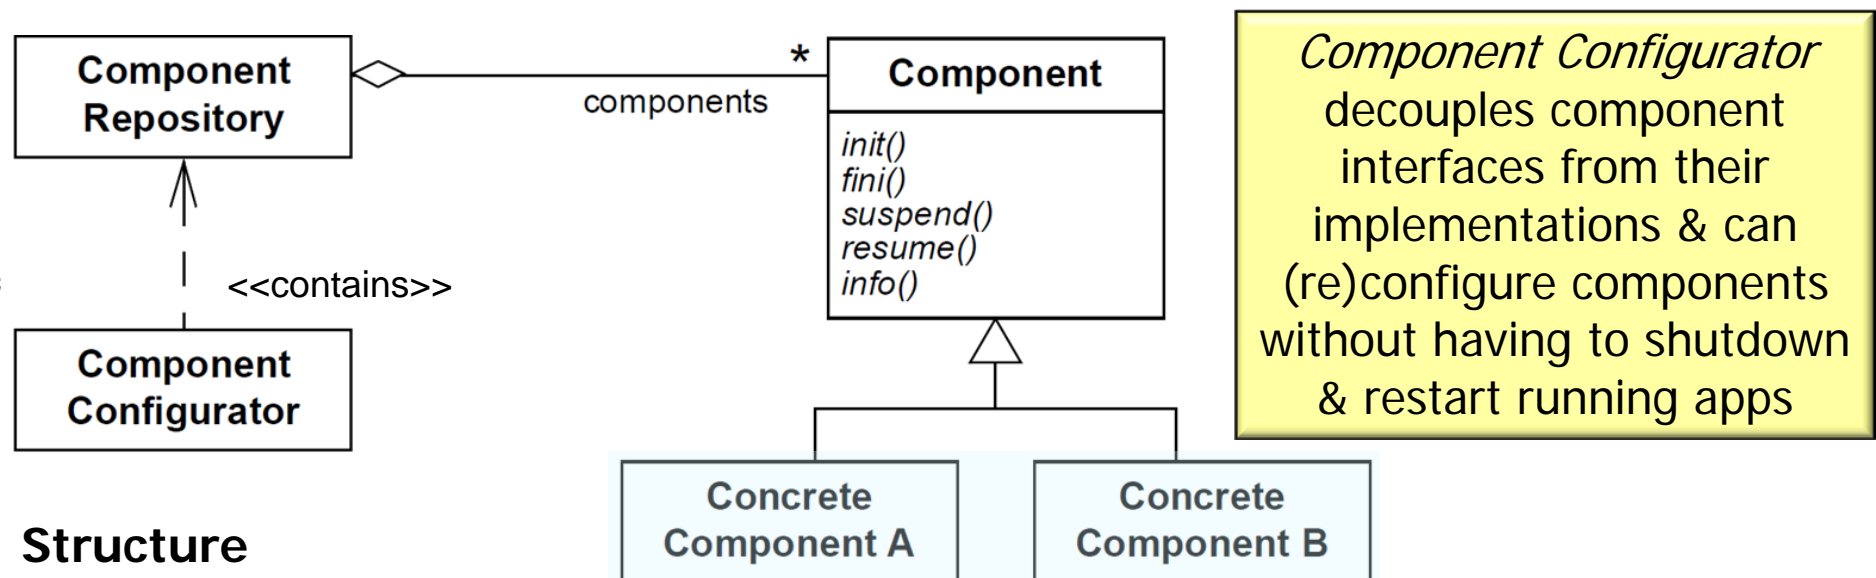 Component
Repository
*
components
Component
init()
fini()
suspend()
resume()
info()
<<contains>>
Component
Configurator
Concrete
Component A
Concrete
Component B
Component Configurator
decouples component
interfaces from their
implementations & can
(re)configure components
without having to shutdown
& restart running apps
Structure